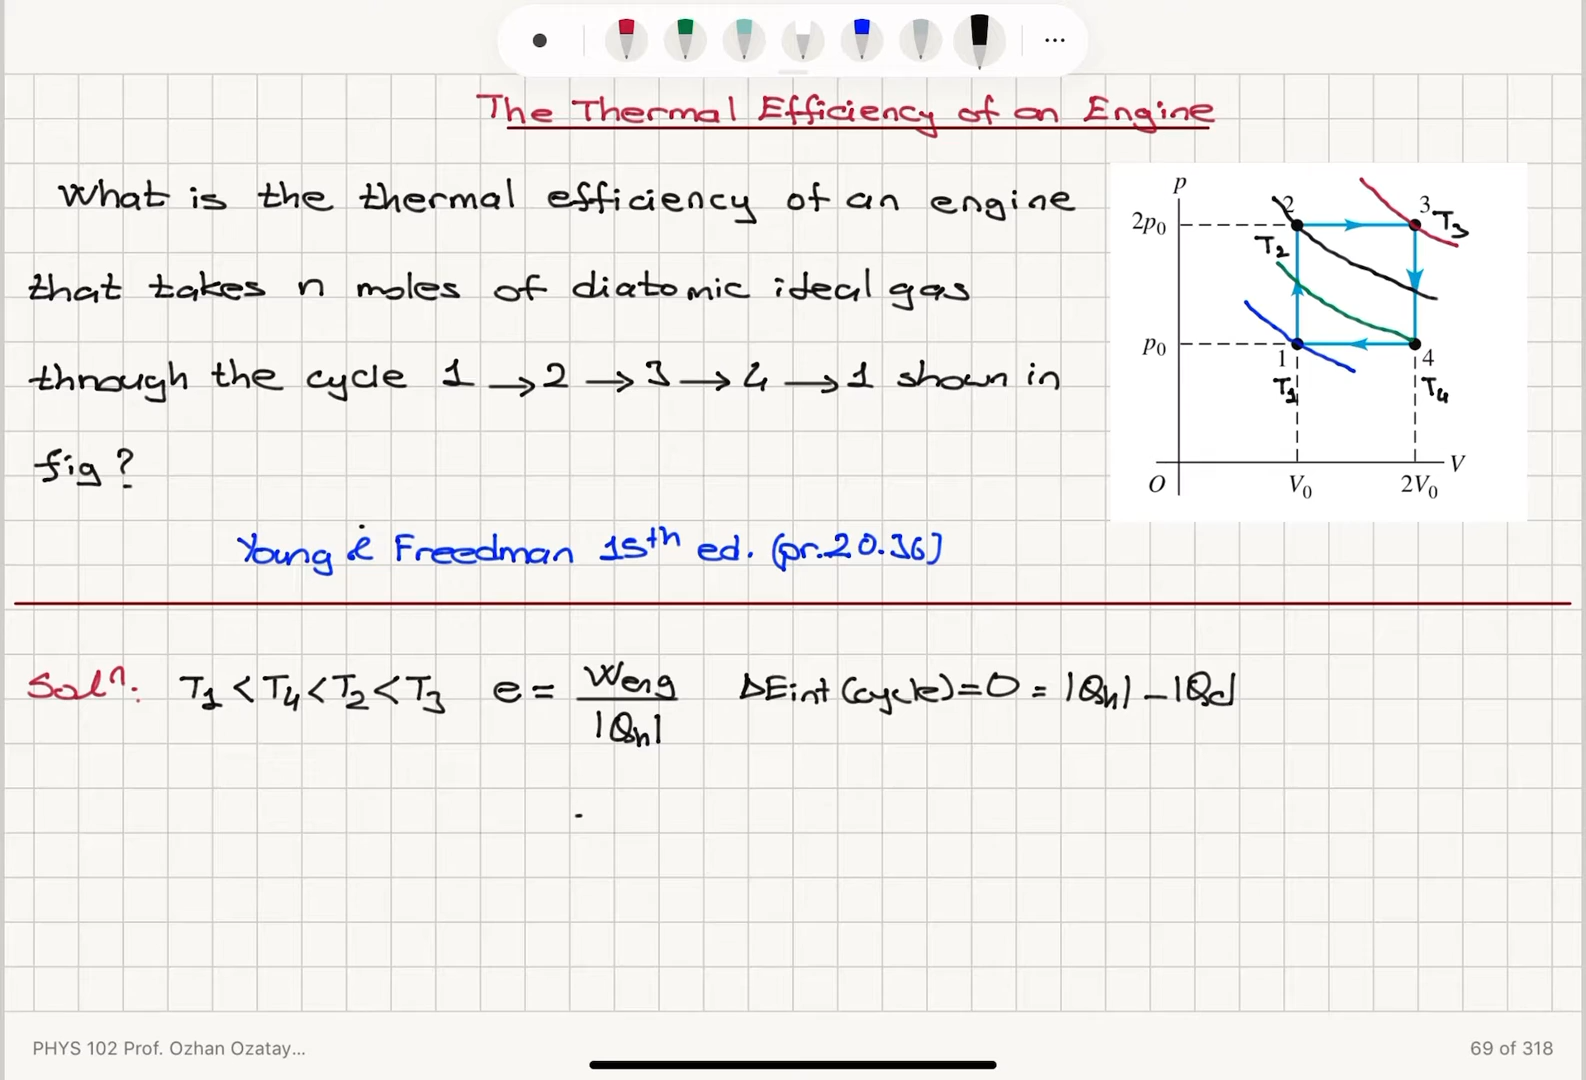 The Thermal Efficiency of an Engine
What is the thermal efficiency of an engine
that takes n moles of diatomic ideal gas
through the cycle 1 → 2 → 3 → 4 → 1 shown in
fig?
Young & Freedman 15th ed. (pr.20.36)
p
2p₀
2
3
T₃
T₂
p₀
1
4
T₁
T₄
O
V₀
2V₀
V
Solⁿ: T₁ < T₄ < T₂ < T₃ e = Weng / |Qh| ΔEint (cycle) = 0 = |Qh| - |Qc|
PHYS 102 Prof. Ozhan Ozatay...
69 of 318